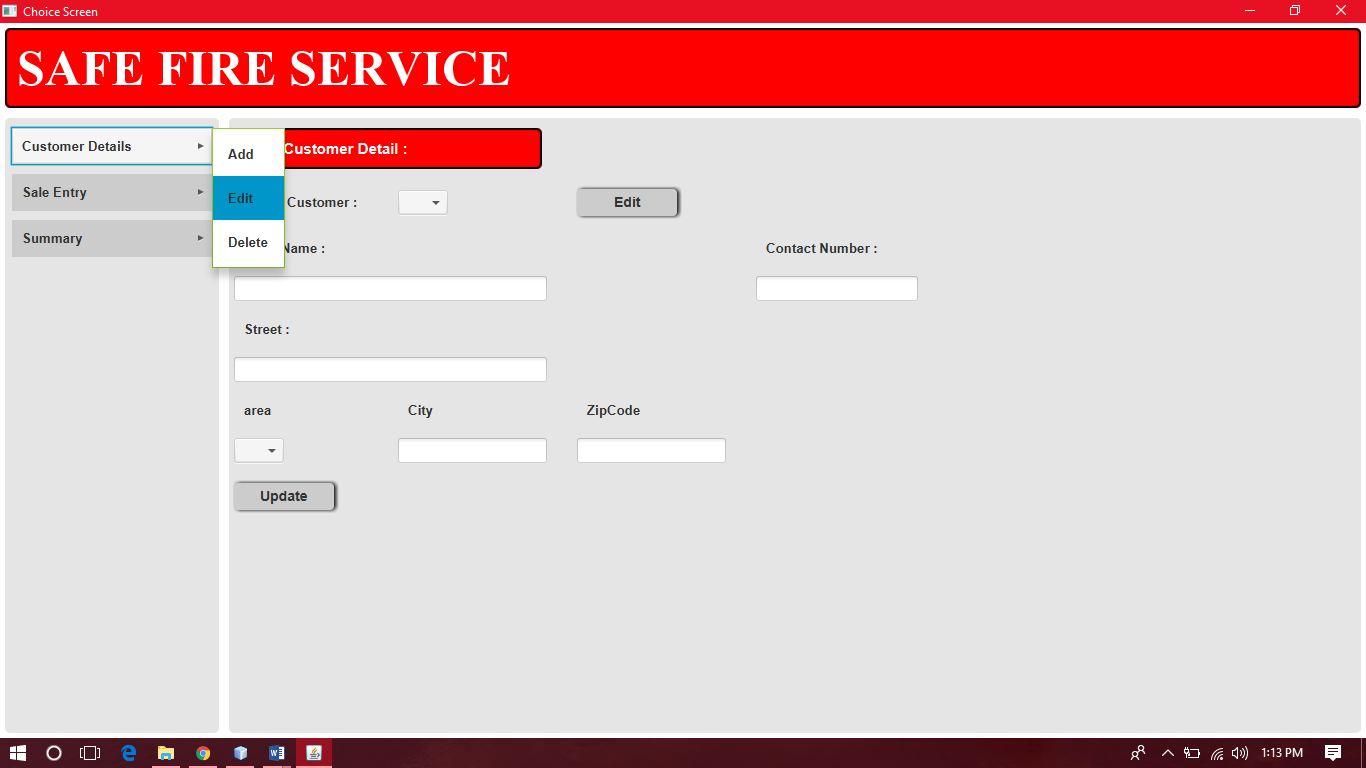 Choice Screen
SAFE FIRE SERVICE
Customer Details
Sale Entry
Summary
Add
Edit
Delete
Customer Detail :
Customer :
Edit
Name :
Contact Number :
Street :
area
City
ZipCode
Update
1:13 PM